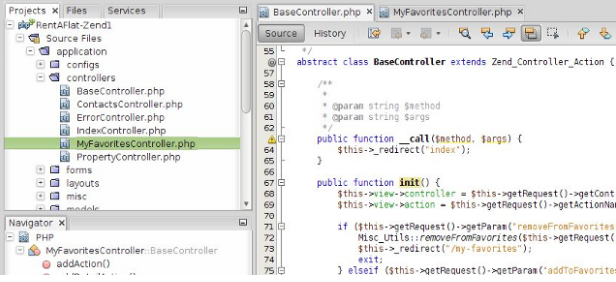 Projects x Files Services
RentAFlat-Zend1
Source Files
application
configs
controllers
BaseController.php
ContactsController.php
ErrorController.php
IndexController.php
MyFavoritesController.php
PropertyController.php
forms
layouts
misc
models
Navigator x
PHP
MyFavoritesController::BaseController
addAction()
BaseController.php x MyFavoritesController.php x
Source History
55 */
abstract class BaseController extends Zend_Controller_Action {
57
58 /**
59 *
60 * @param string $method
61 * @param string $args
62 */
public function __call($method, $args) {
64 $this->_redirect("index");
65 }
66
67 public function init() {
68 $this->view->controller = $this->getRequest()->getCont
69 $this->view->action = $this->getRequest()->getActionNa
70
71 if ($this->getRequest()->getParam("removeFromFavorites
72 Misc_Utils::removeFromFavorites($this->getRequest(
73 $this->_redirect("/my-favorites");
74 exit;
75 } elseif ($this->getRequest()->getParam("addToFavorites